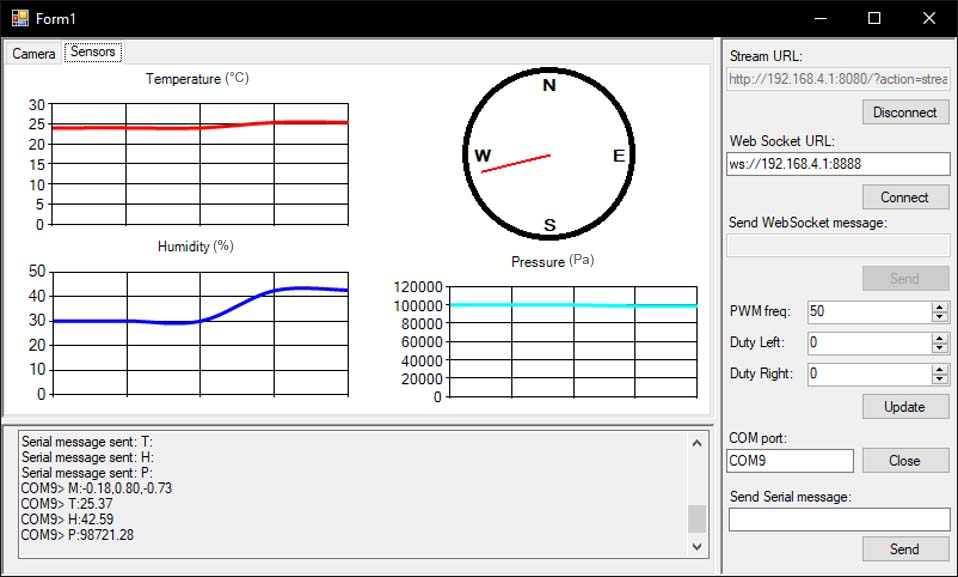 Form1
Camera
Sensors
Temperature (°C)
30
25
20
15
10
5
0
N
W
E
S
Humidity (%)
50
40
30
20
10
0
Pressure (Pa)
120000
100000
80000
60000
40000
20000
0
Serial message sent: T:
Serial message sent: H:
Serial message sent: P:
COM9> M:-0.18,0.80,-0.73
COM9> T:25.37
COM9> H:42.59
COM9> P:98721.28
Stream URL:
http://192.168.4.1:8080/?action=strea
Disconnect
Web Socket URL:
ws://192.168.4.1:8888
Connect
Send WebSocket message:
Send
PWM freq: 50
Duty Left: 0
Duty Right: 0
Update
COM port:
COM9
Close
Send Serial message:
Send